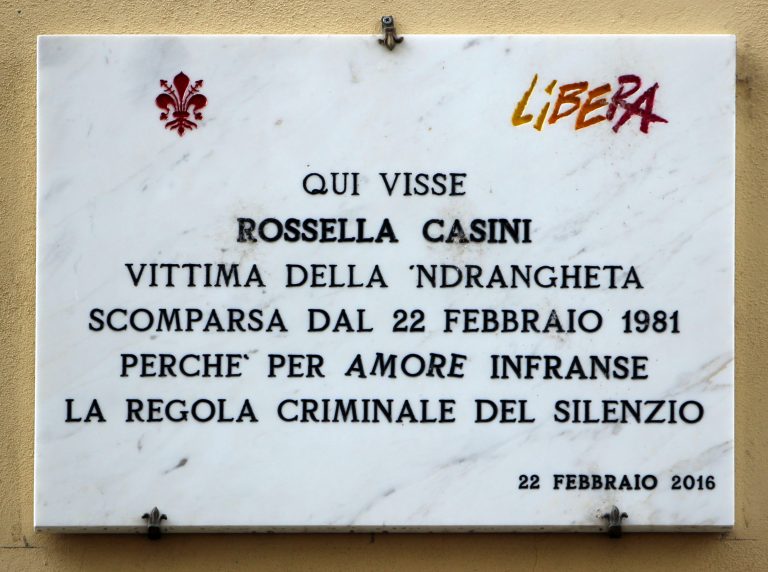 LiBERA
QUI VISSE
ROSSELLA CASINI
VITTIMA DELLA 'NDRANGHETA
SCOMPARSA DAL 22 FEBBRAIO 1981
PERCHE' PER AMORE INFRANSE
LA REGOLA CRIMINALE DEL SILENZIO
22 FEBBRAIO 2016